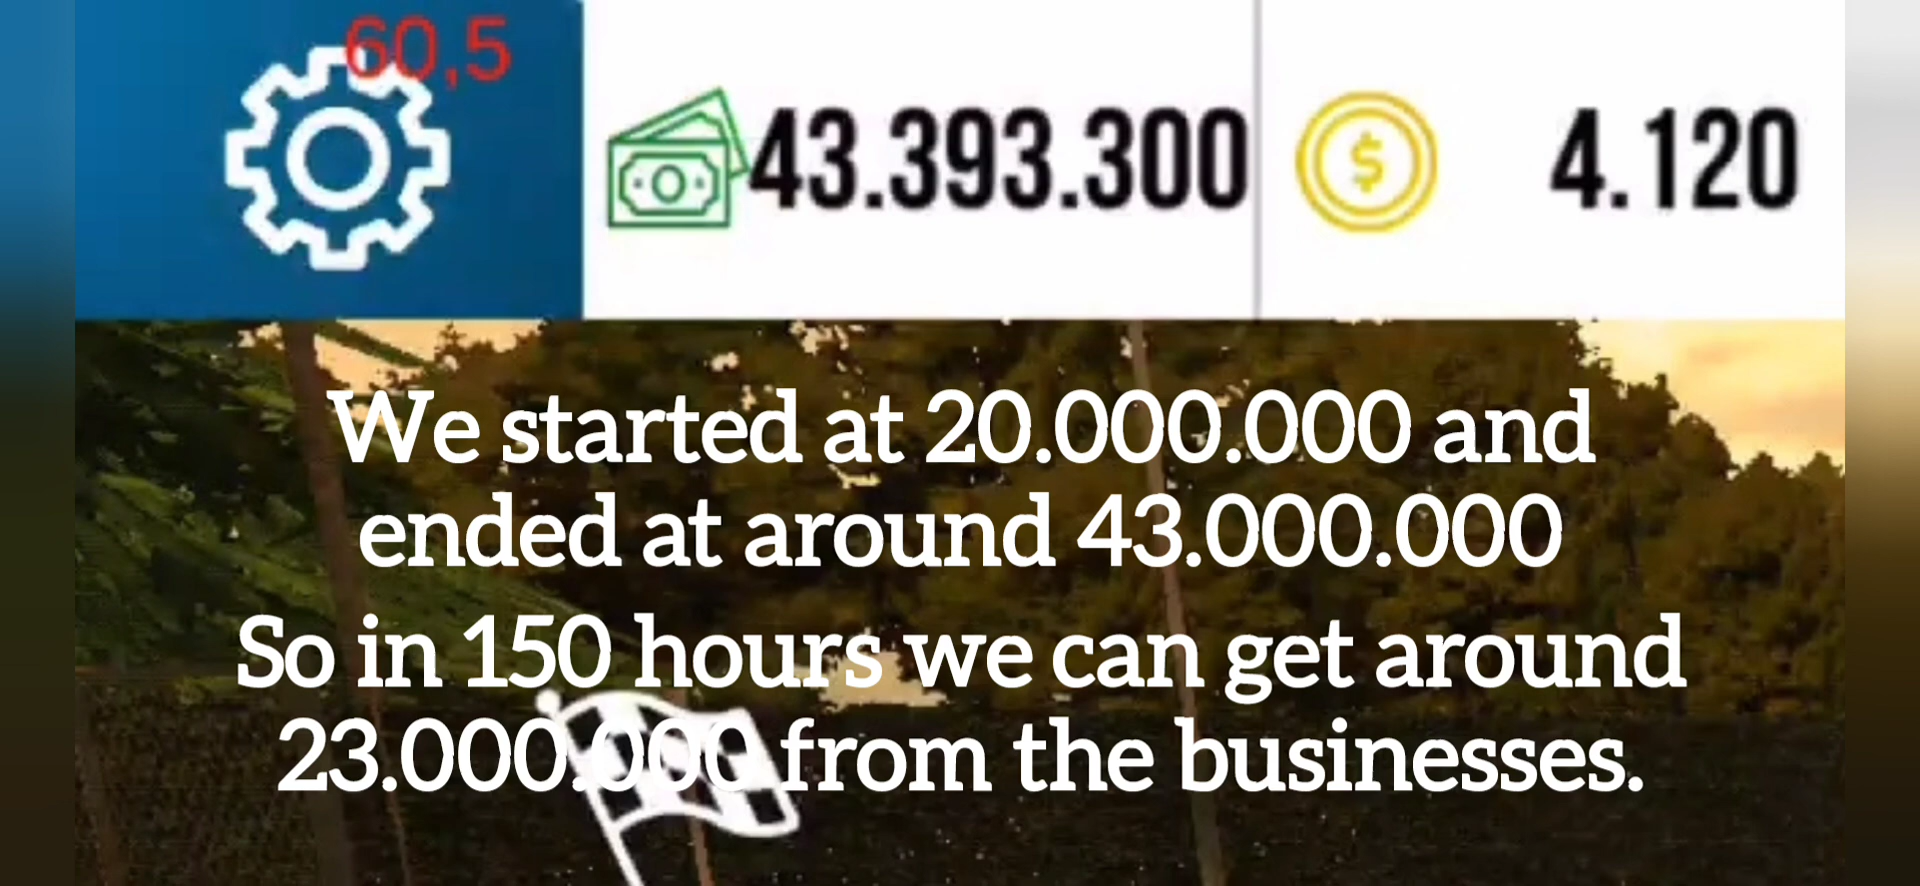 60,5
43.393.300
4.120
We started at 20.000.000 and
ended at around 43.000.000
So in 150 hours we can get around
23.000.000 from the businesses.